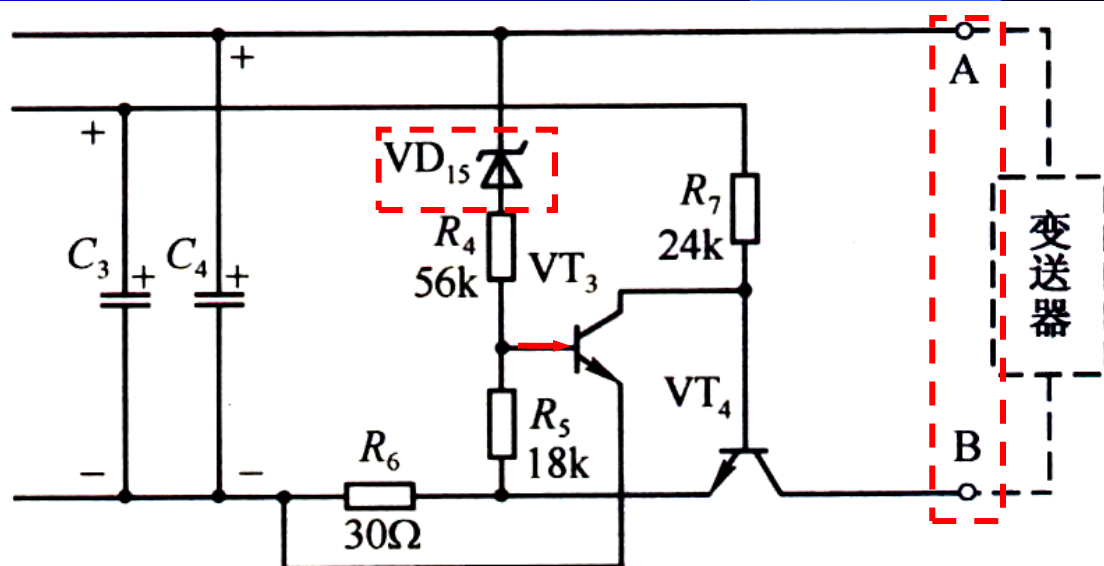 +
A
+
VD₁₅
R₇
24k
变送器
R₄
56k
VT₃
C₃
+
C₄
+
VT₄
R₅
18k
B
−
−
R₆
30Ω